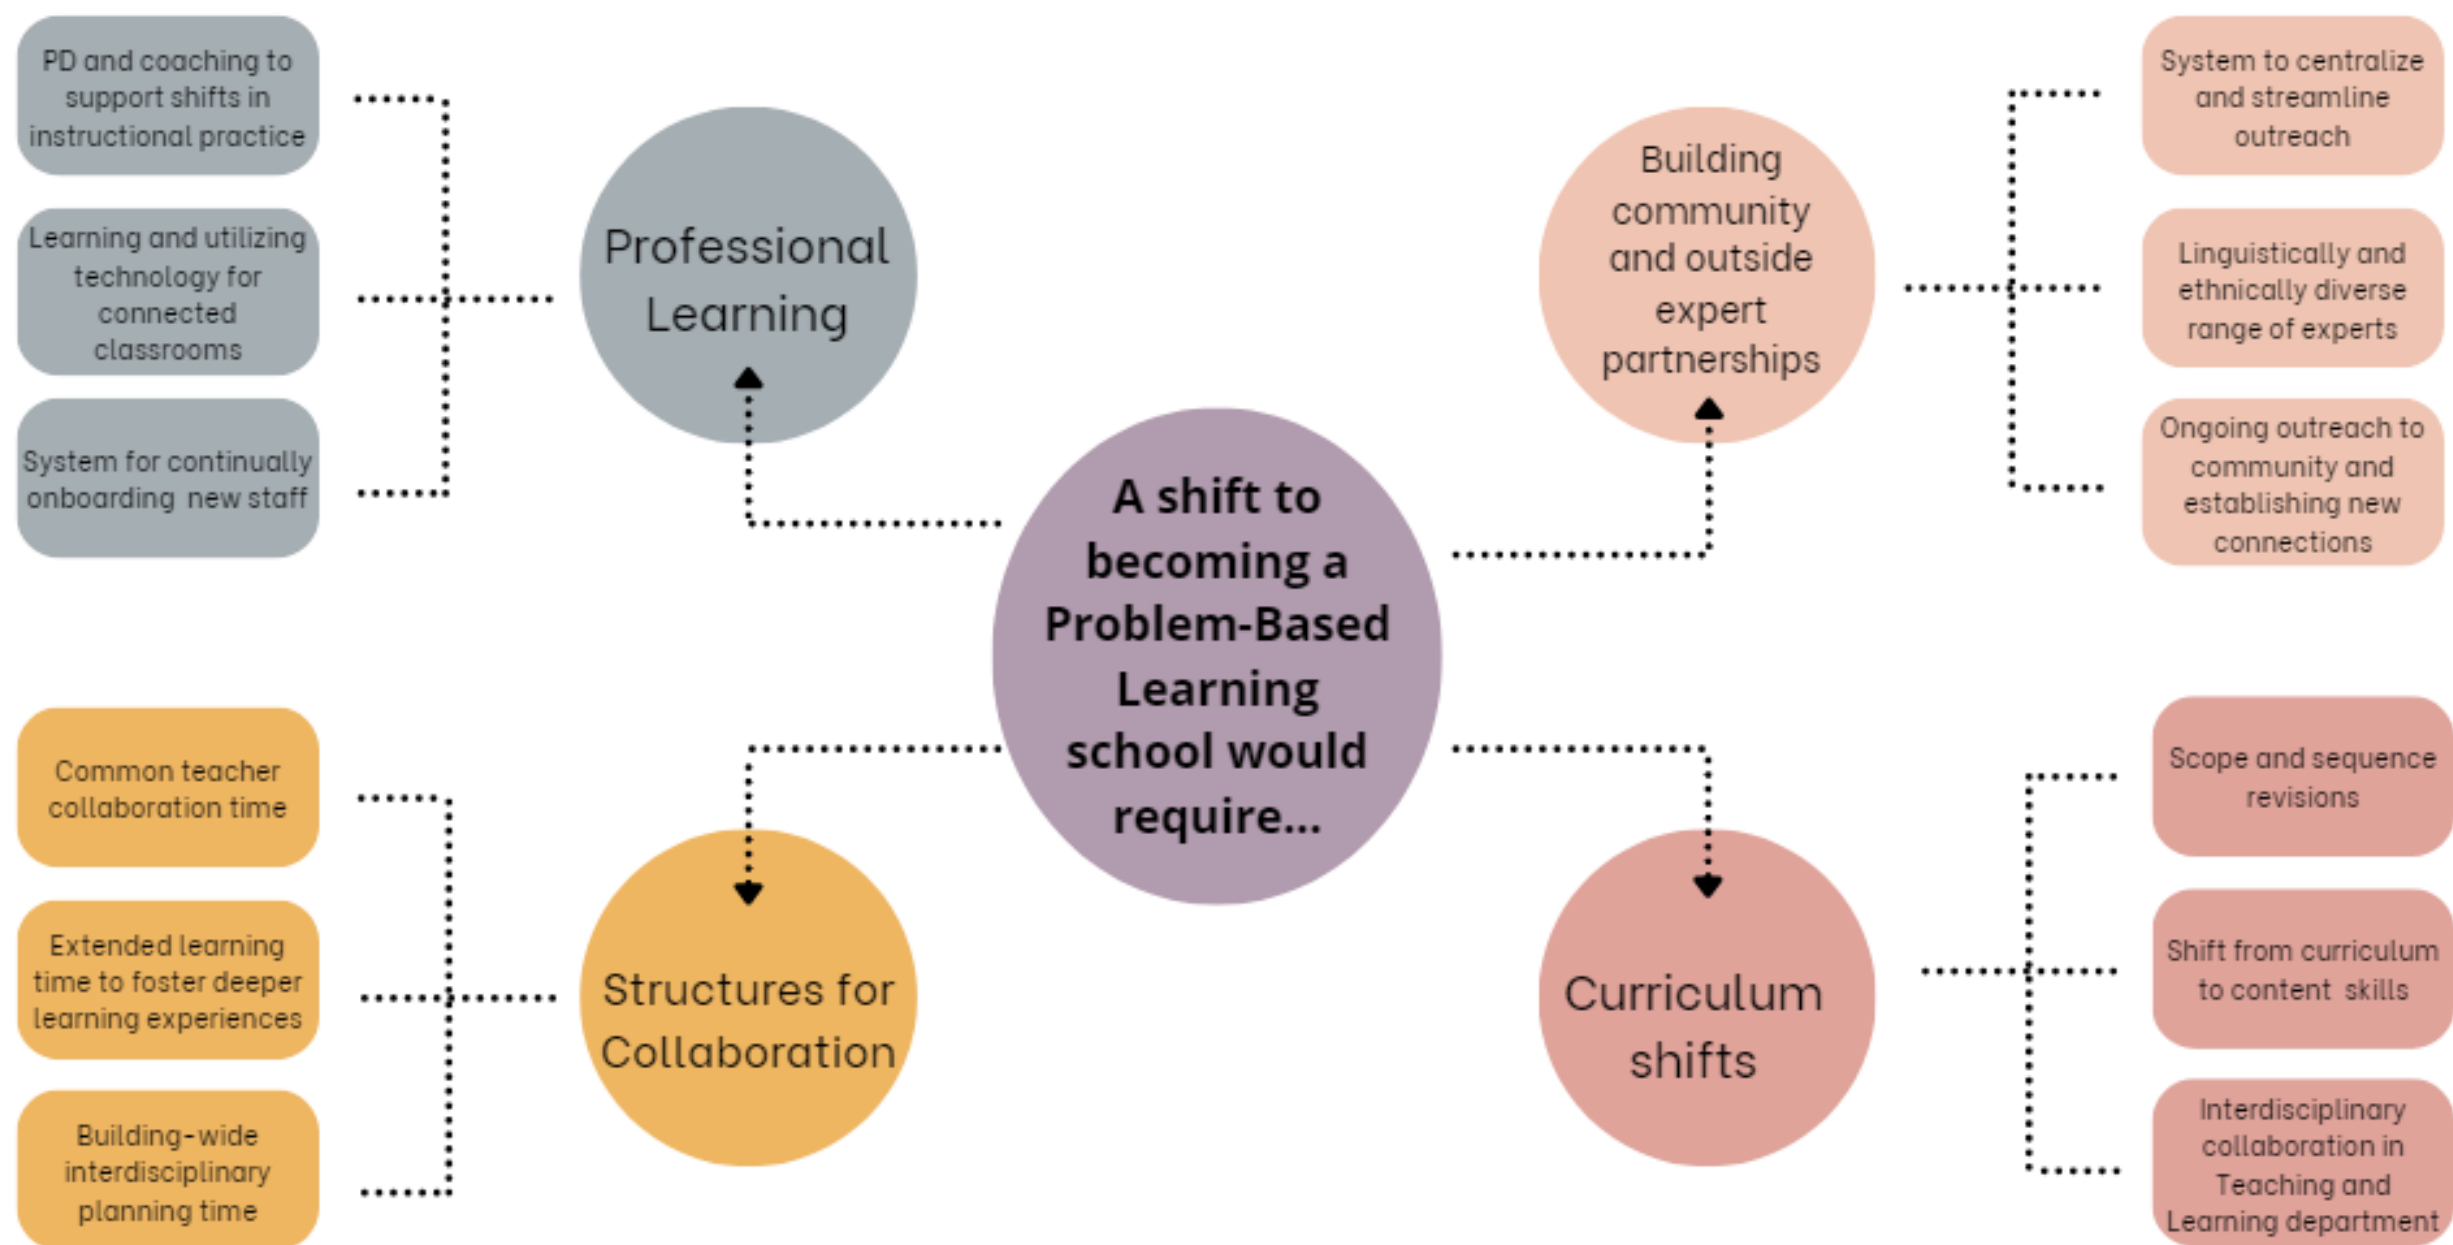 PD and coaching to
support shifts in
instructional practice
Learning and utilizing
technology for
connected
classrooms
System for continually
onboarding new staff
Professional
Learning
Building
community
and outside
expert
partnerships
System to centralize
and streamline
outreach
Linguistically and
ethnically diverse
range of experts
Ongoing outreach to
community and
establishing new
connections
A shift to
becoming a
Problem-Based
Learning
school would
require...
Common teacher
collaboration time
Extended learning
time to foster deeper
learning experiences
Building-wide
interdisciplinary
planning time
Structures for
Collaboration
Curriculum
shifts
Scope and sequence
revisions
Shift from curriculum
to content skills
Interdisciplinary
collaboration in
Teaching and
Learning department